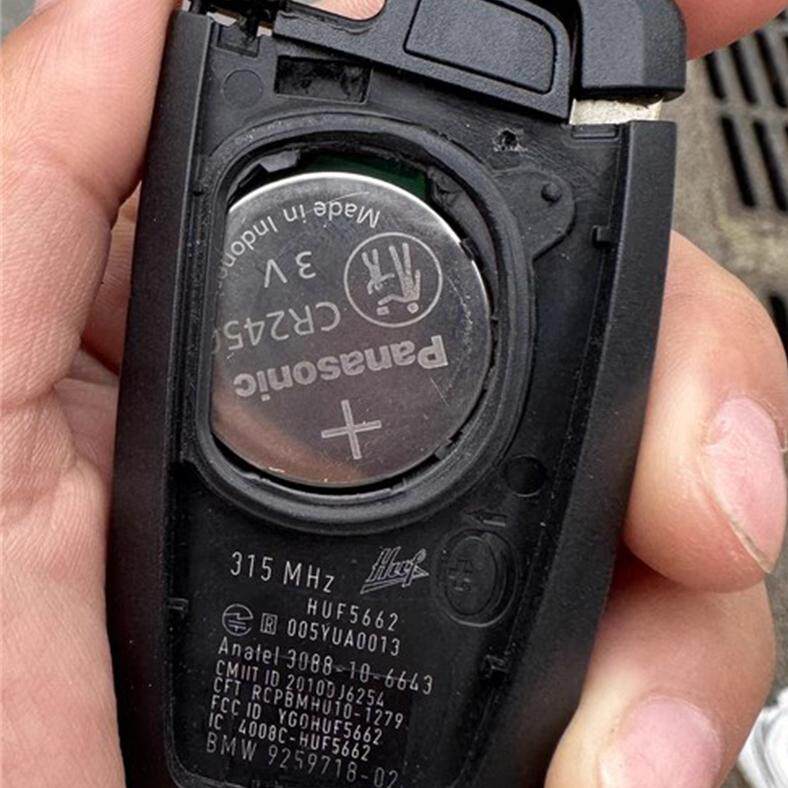 Made in Indon
3 V
CR245
Panasonic
+
315 MHz Huf
HUF5662
R 005YUA0013
Anatel 3088-10-6643
CMIIT ID 2010DJ6254
CFT RCPBMHU10-1279
FCC ID YGOHUF5662
IC 4008C-HUF5662
BMW 9259718-02